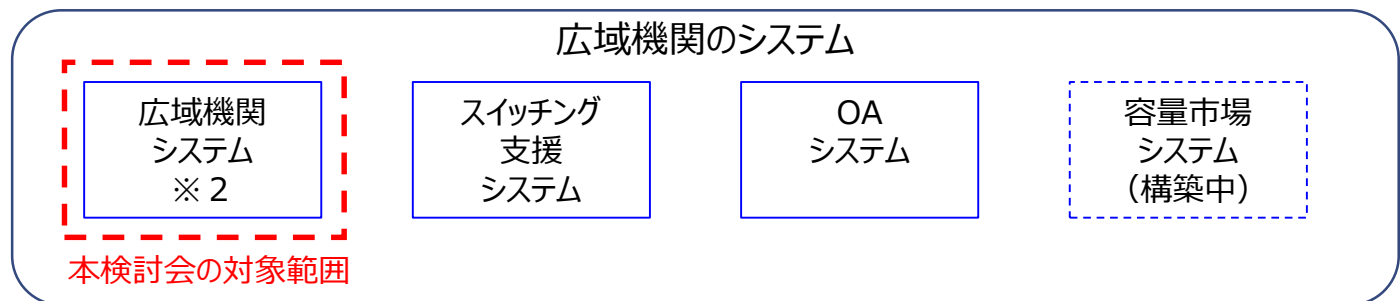 広域機関のシステム
広域機関
システム
※２
スイッチング
支援
システム
OA
システム
容量市場
システム
（構築中）
本検討会の対象範囲